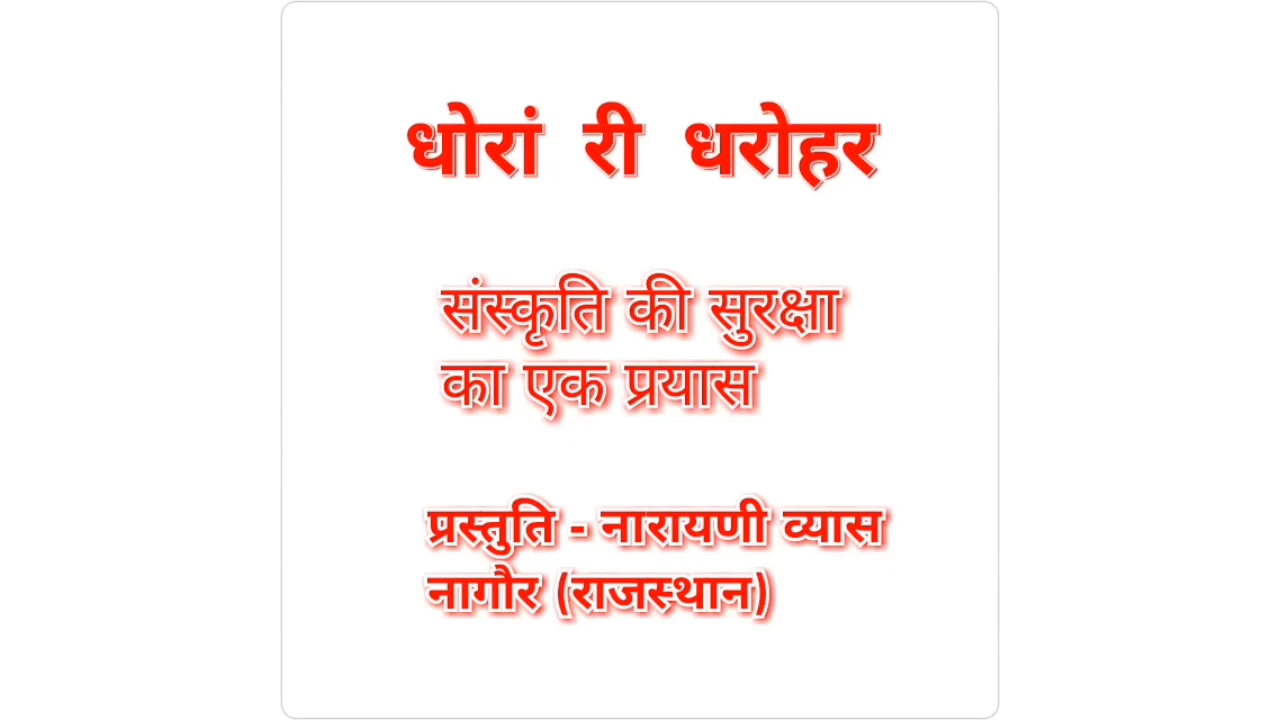 धोरां री धरोहर
संस्कृति की सुरक्षा
का एक प्रयास
प्रस्तुति - नारायणी व्यास
नागौर (राजस्थान)